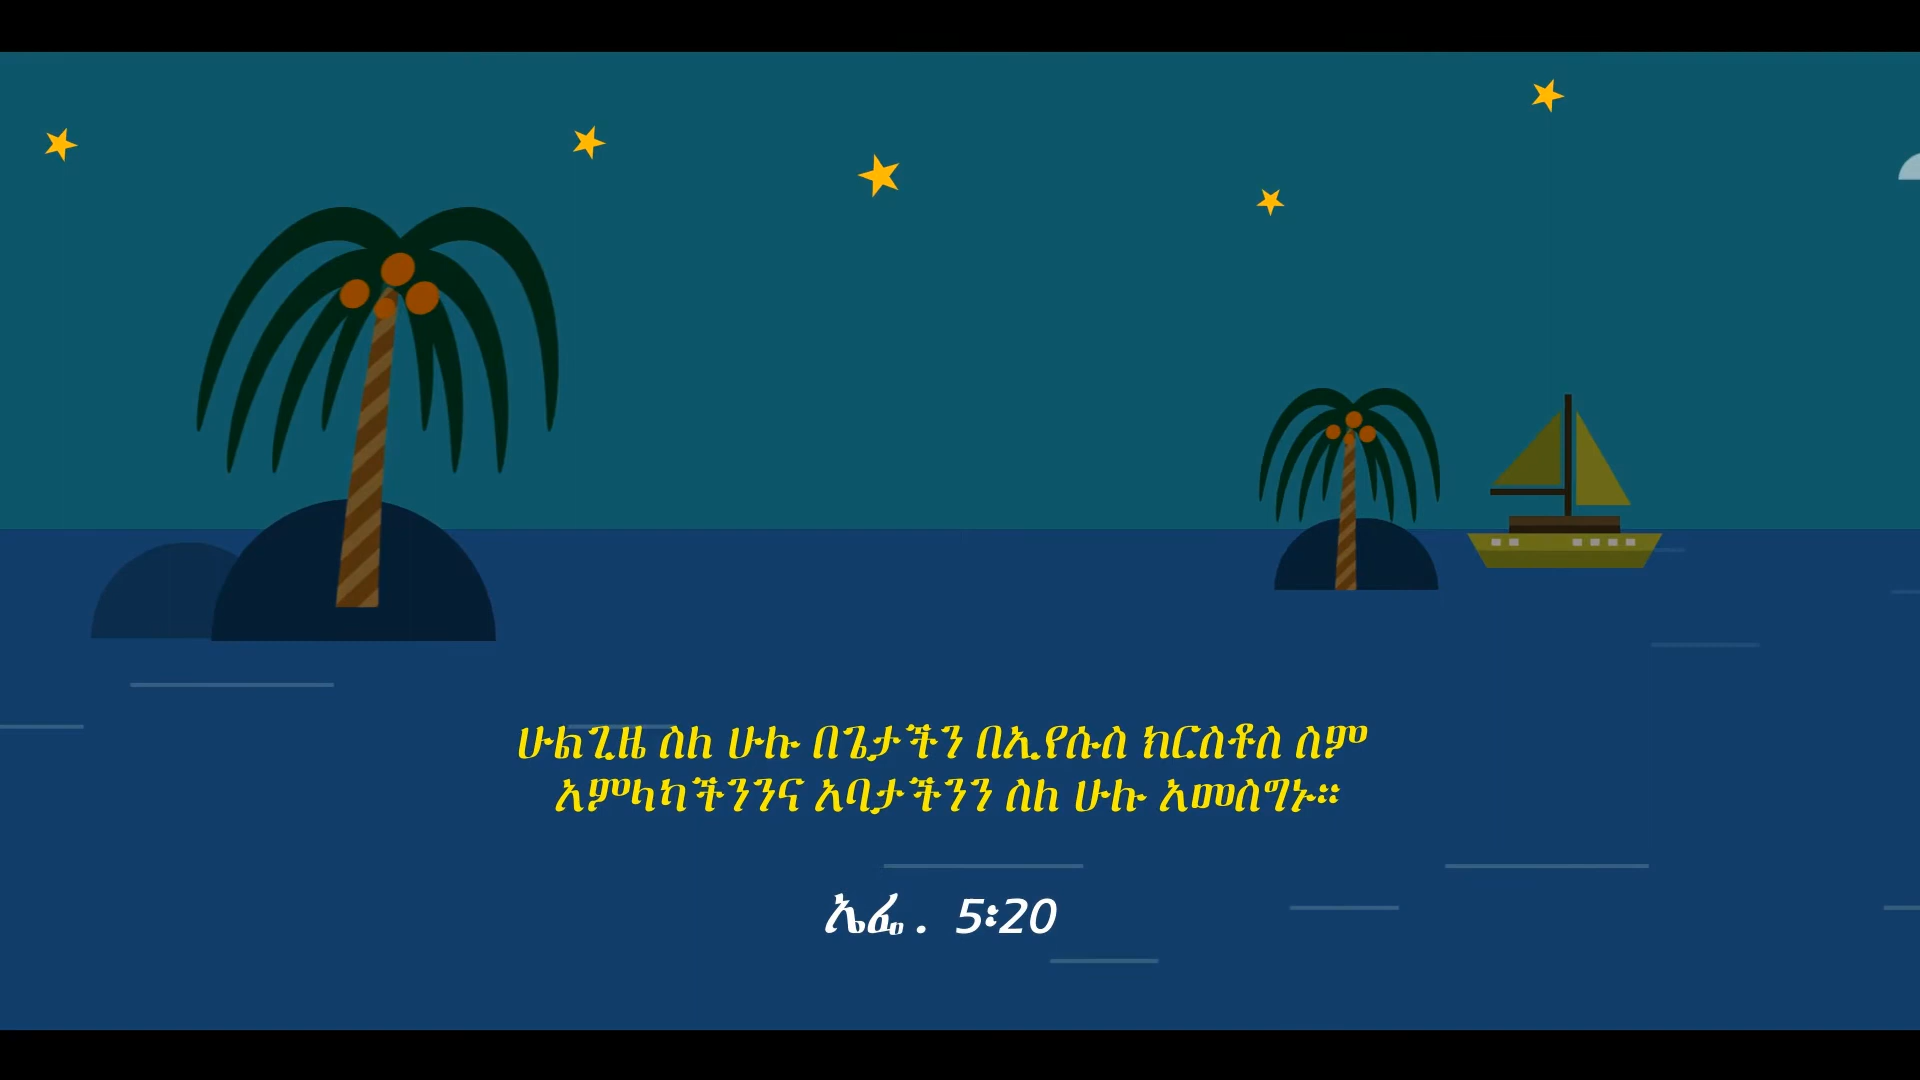 ሁልጊዜ ስለ ሁሉ በጌታችን በኢየሱስ ክርስቶስ ስም
አምላካችንንና አባታችንን ስለ ሁሉ አመስግኑ።
ኤፌ. 5፡20